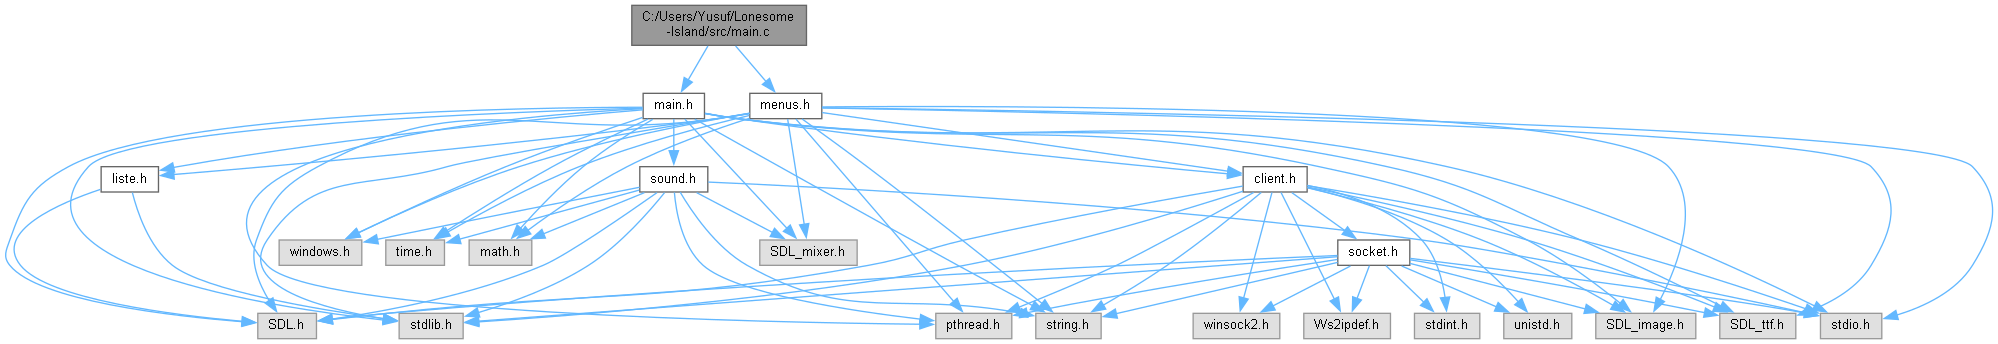 C:/Users/Yusuf/Lonesome
-Island/src/main.c
main.h
menus.h
liste.h
sound.h
client.h
windows.h
time.h
math.h
SDL_mixer.h
socket.h
SDL.h
stdlib.h
pthread.h
string.h
winsock2.h
Ws2ipdef.h
stdint.h
unistd.h
SDL_image.h
SDL_ttf.h
stdio.h